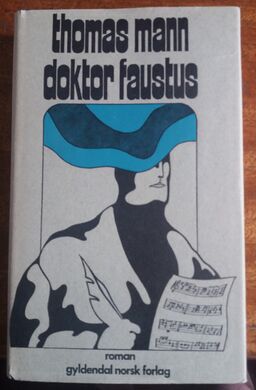 thomas mann
doktor faustus
roman
gyldendal norsk forlag